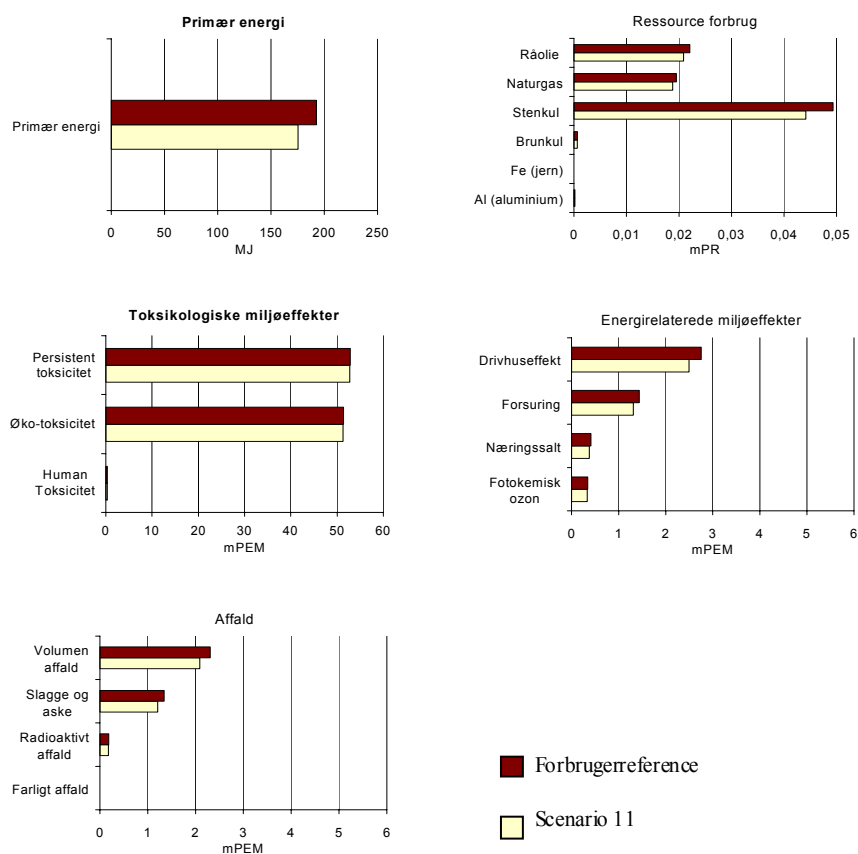 Primær energi
Primær energi
0 50 100 150 200 250
MJ
Ressource forbrug
Råolie
Naturgas
Stenkul
Brunkul
Fe (jern)
Al (aluminium)
0 0,01 0,02 0,03 0,04 0,05
mPR
Toksikologiske miljøeffekter
Persistent
toksicitet
Øko-toksicitet
Human
Toksicitet
0 10 20 30 40 50 60
mPEM
Energirelaterede miljøeffekter
Drivhuseffekt
Forsuring
Næringssalt
Fotokemisk
ozon
0 1 2 3 4 5 6
mPEM
Affald
Volumen
affald
Slagge og
aske
Radioaktivt
affald
Farligt affald
0 1 2 3 4 5 6
mPEM
Forbrugerreference
Scenario 11